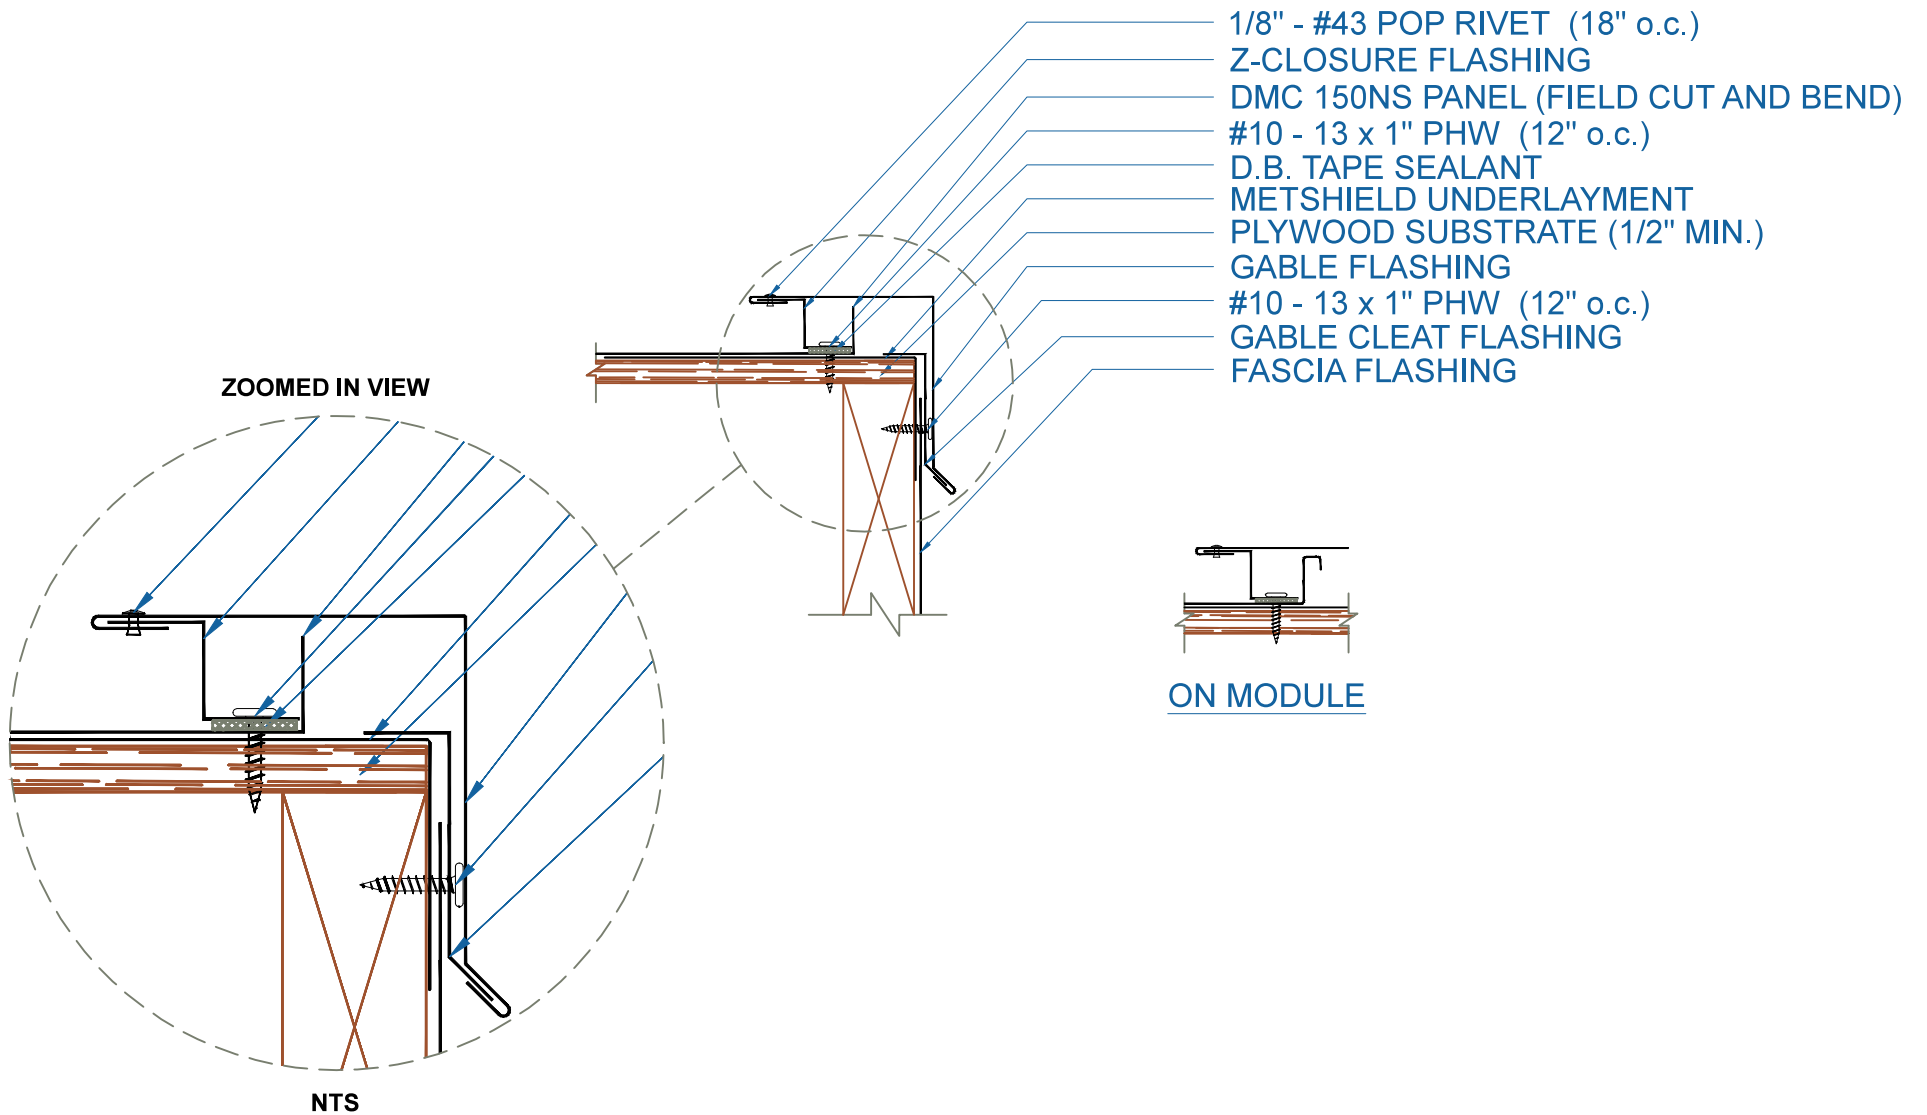 1/8" - #43 POP RIVET (18" o.c.)
Z-CLOSURE FLASHING
DMC 150NS PANEL (FIELD CUT AND BEND)
#10 - 13 x 1" PHW (12" o.c.)
D.B. TAPE SEALANT
METSHIELD UNDERLAYMENT
PLYWOOD SUBSTRATE (1/2" MIN.)
GABLE FLASHING
#10 - 13 x 1" PHW (12" o.c.)
GABLE CLEAT FLASHING
FASCIA FLASHING
ZOOMED IN VIEW
ON MODULE
NTS